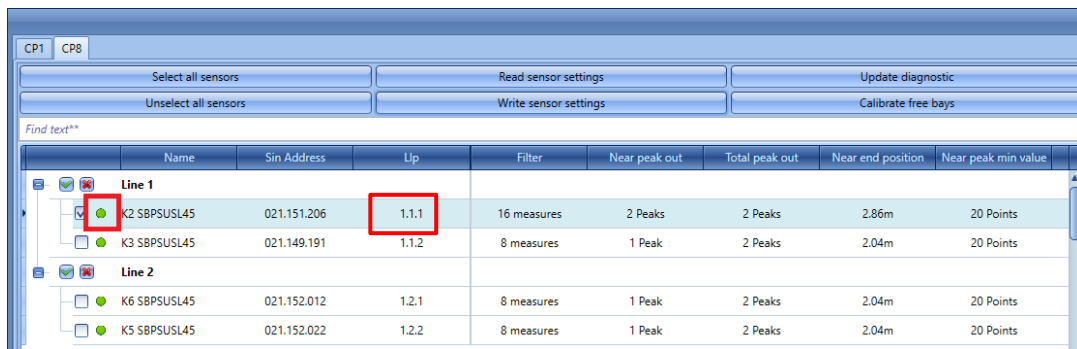 CP1 CP8
Select all sensors Read sensor settings Update diagnostic
Unselect all sensors Write sensor settings Calibrate free bays
Find text**
Name Sin Address Llp Filter Near peak out Total peak out Near end position Near peak min value
Line 1
K2 SBPSUSL45 021.151.206 1.1.1 16 measures 2 Peaks 2 Peaks 2.86m 20 Points
K3 SBPSUSL45 021.149.191 1.1.2 8 measures 1 Peak 2 Peaks 2.04m 20 Points
Line 2
K6 SBPSUSL45 021.152.012 1.2.1 8 measures 1 Peak 2 Peaks 2.04m 20 Points
K5 SBPSUSL45 021.152.022 1.2.2 8 measures 1 Peak 2 Peaks 2.04m 20 Points